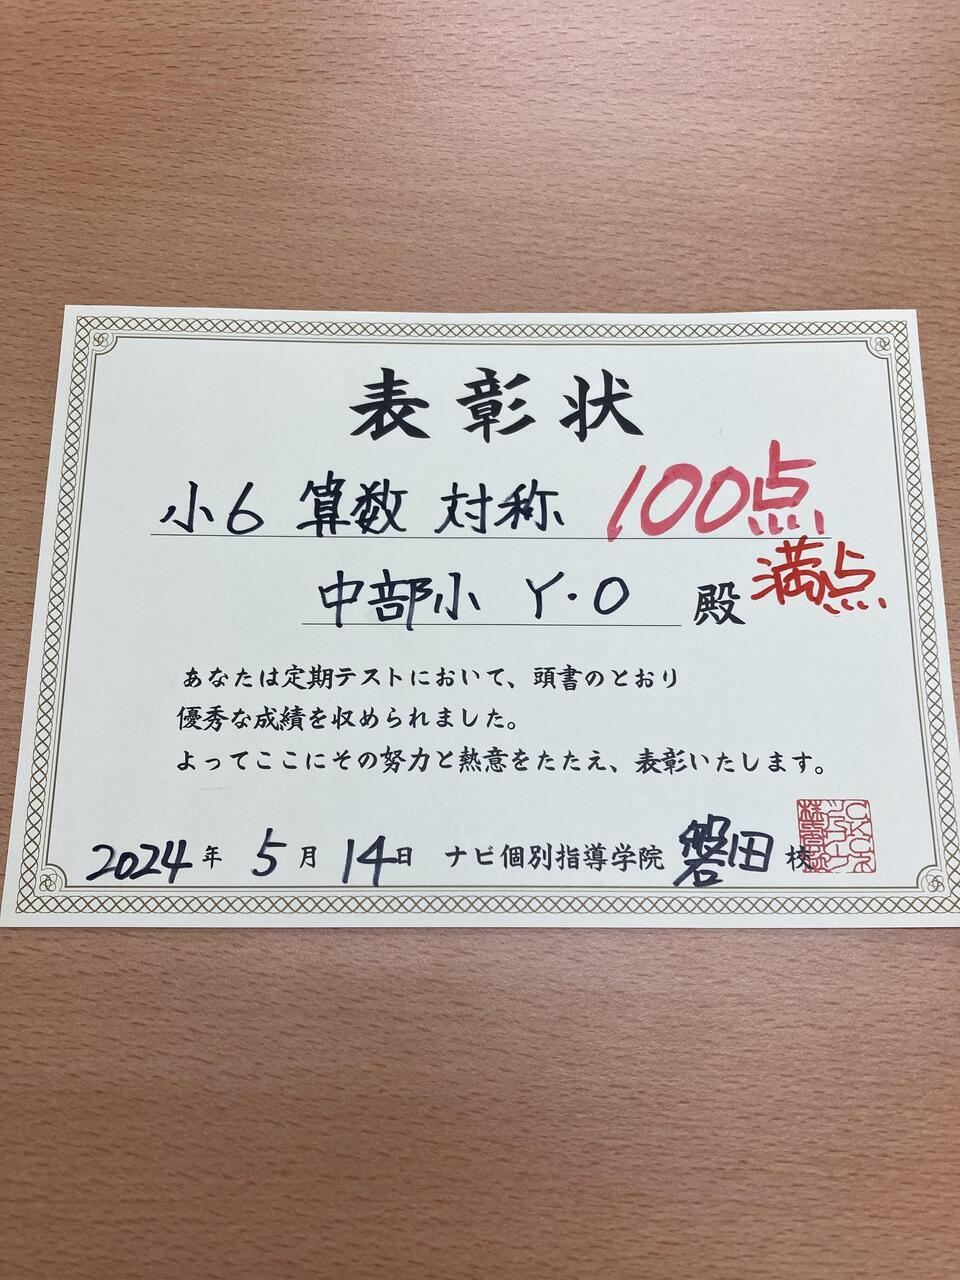 表彰状
小6 算数 対称 100点
満点
中部小 Y・O 殿
あなたは定期テストにおいて、頭書のとおり
優秀な成績を収められました。
よってここにその努力と熱意をたたえ、表彰いたします。
2024年 5月 14日 ナビ個別指導学院 磐田校